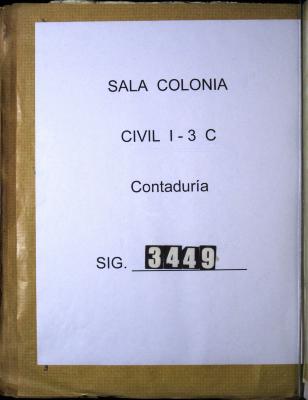 SALA COLONIA
CIVIL I - 3 C
Contaduría
SIG. 3449